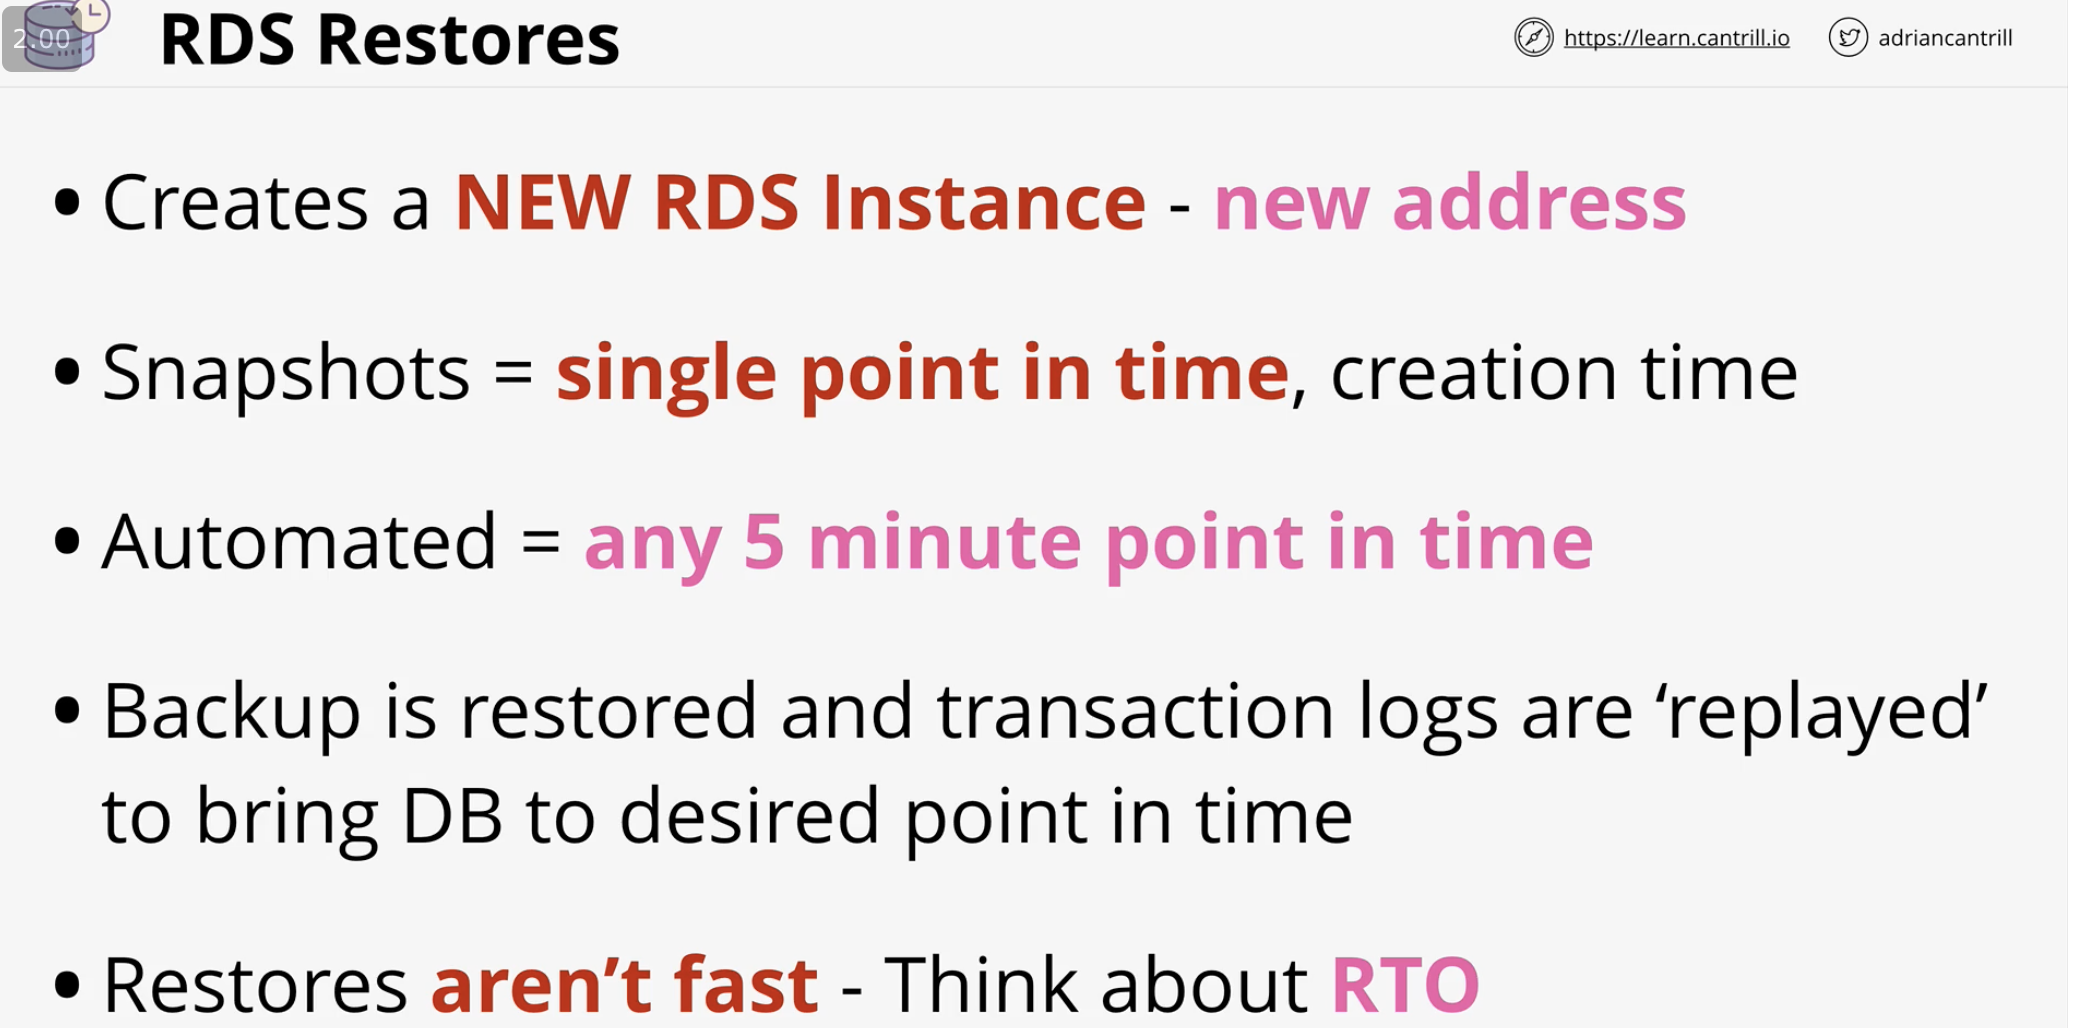 2.00
RDS Restores
https://learn.cantrill.io
adriancantrill
• Creates a NEW RDS Instance - new address
• Snapshots = single point in time, creation time
• Automated = any 5 minute point in time
• Backup is restored and transaction logs are ‘replayed’
to bring DB to desired point in time
• Restores aren’t fast - Think about RTO